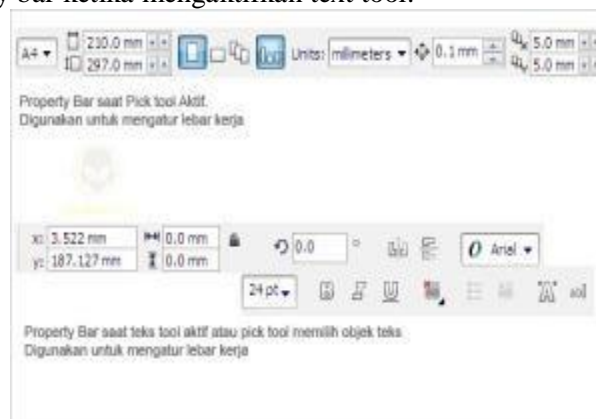 y bar ketika mengaktifkan text tool.
A4 210.0 mm Units: milimeters 0.1 mm 5.0 mm
297.0 mm 5.0 mm
Property Bar saat Pick tool Aktif.
Digunakan untuk mengatur lebar kerja
x: 3.522 mm 0.0 mm 0.0 ° O Arial
y: 187.127 mm 0.0 mm
24 pt B I U A abI
Property Bar saat teks tool aktif atau pick tool memilih objek teks
Digunakan untuk mengatur lebar kerja